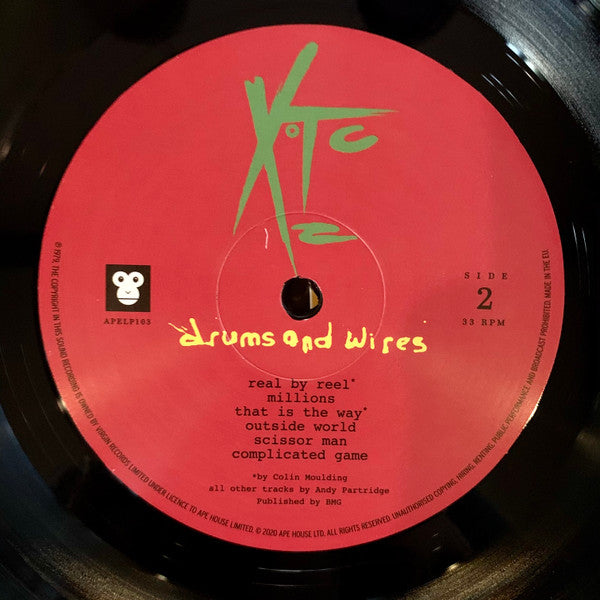 XTC
"drums and wires"
APELP103
SIDE
2
33 RPM
real by reel*
millions
that is the way*
outside world
scissor man
complicated game
*by Colin Moulding
all other tracks by Andy Partridge
Published by BMG
℗ 1979. THE COPYRIGHT IN THIS SOUND RECORDING IS OWNED BY VIRGIN RECORDS LIMITED UNDER LICENCE TO APE HOUSE LIMITED. © 2020 APE HOUSE LTD. ALL RIGHTS RESERVED. UNAUTHORISED COPYING, HIRING, RENTING, PUBLIC PERFORMANCE AND BROADCAST PROHIBITED. MADE IN THE EU.